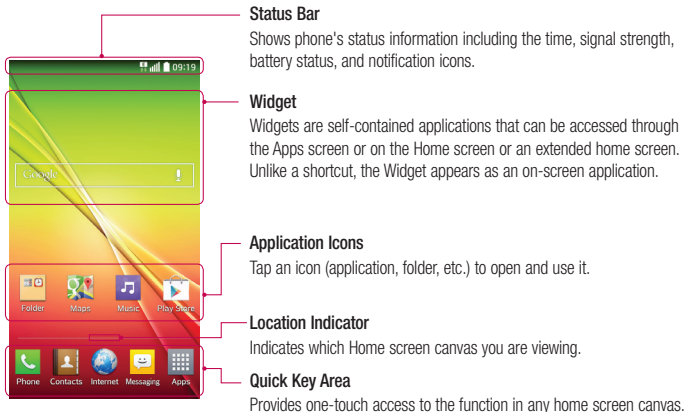 Status Bar
Shows phone's status information including the time, signal strength,
battery status, and notification icons.
09:19
Widget
Widgets are self-contained applications that can be accessed through
the Apps screen or on the Home screen or an extended home screen.
Unlike a shortcut, the Widget appears as an on-screen application.
Google
Application Icons
Tap an icon (application, folder, etc.) to open and use it.
Folder Maps Music Play Store
Location Indicator
Indicates which Home screen canvas you are viewing.
Phone Contacts Internet Messaging Apps
Quick Key Area
Provides one-touch access to the function in any home screen canvas.